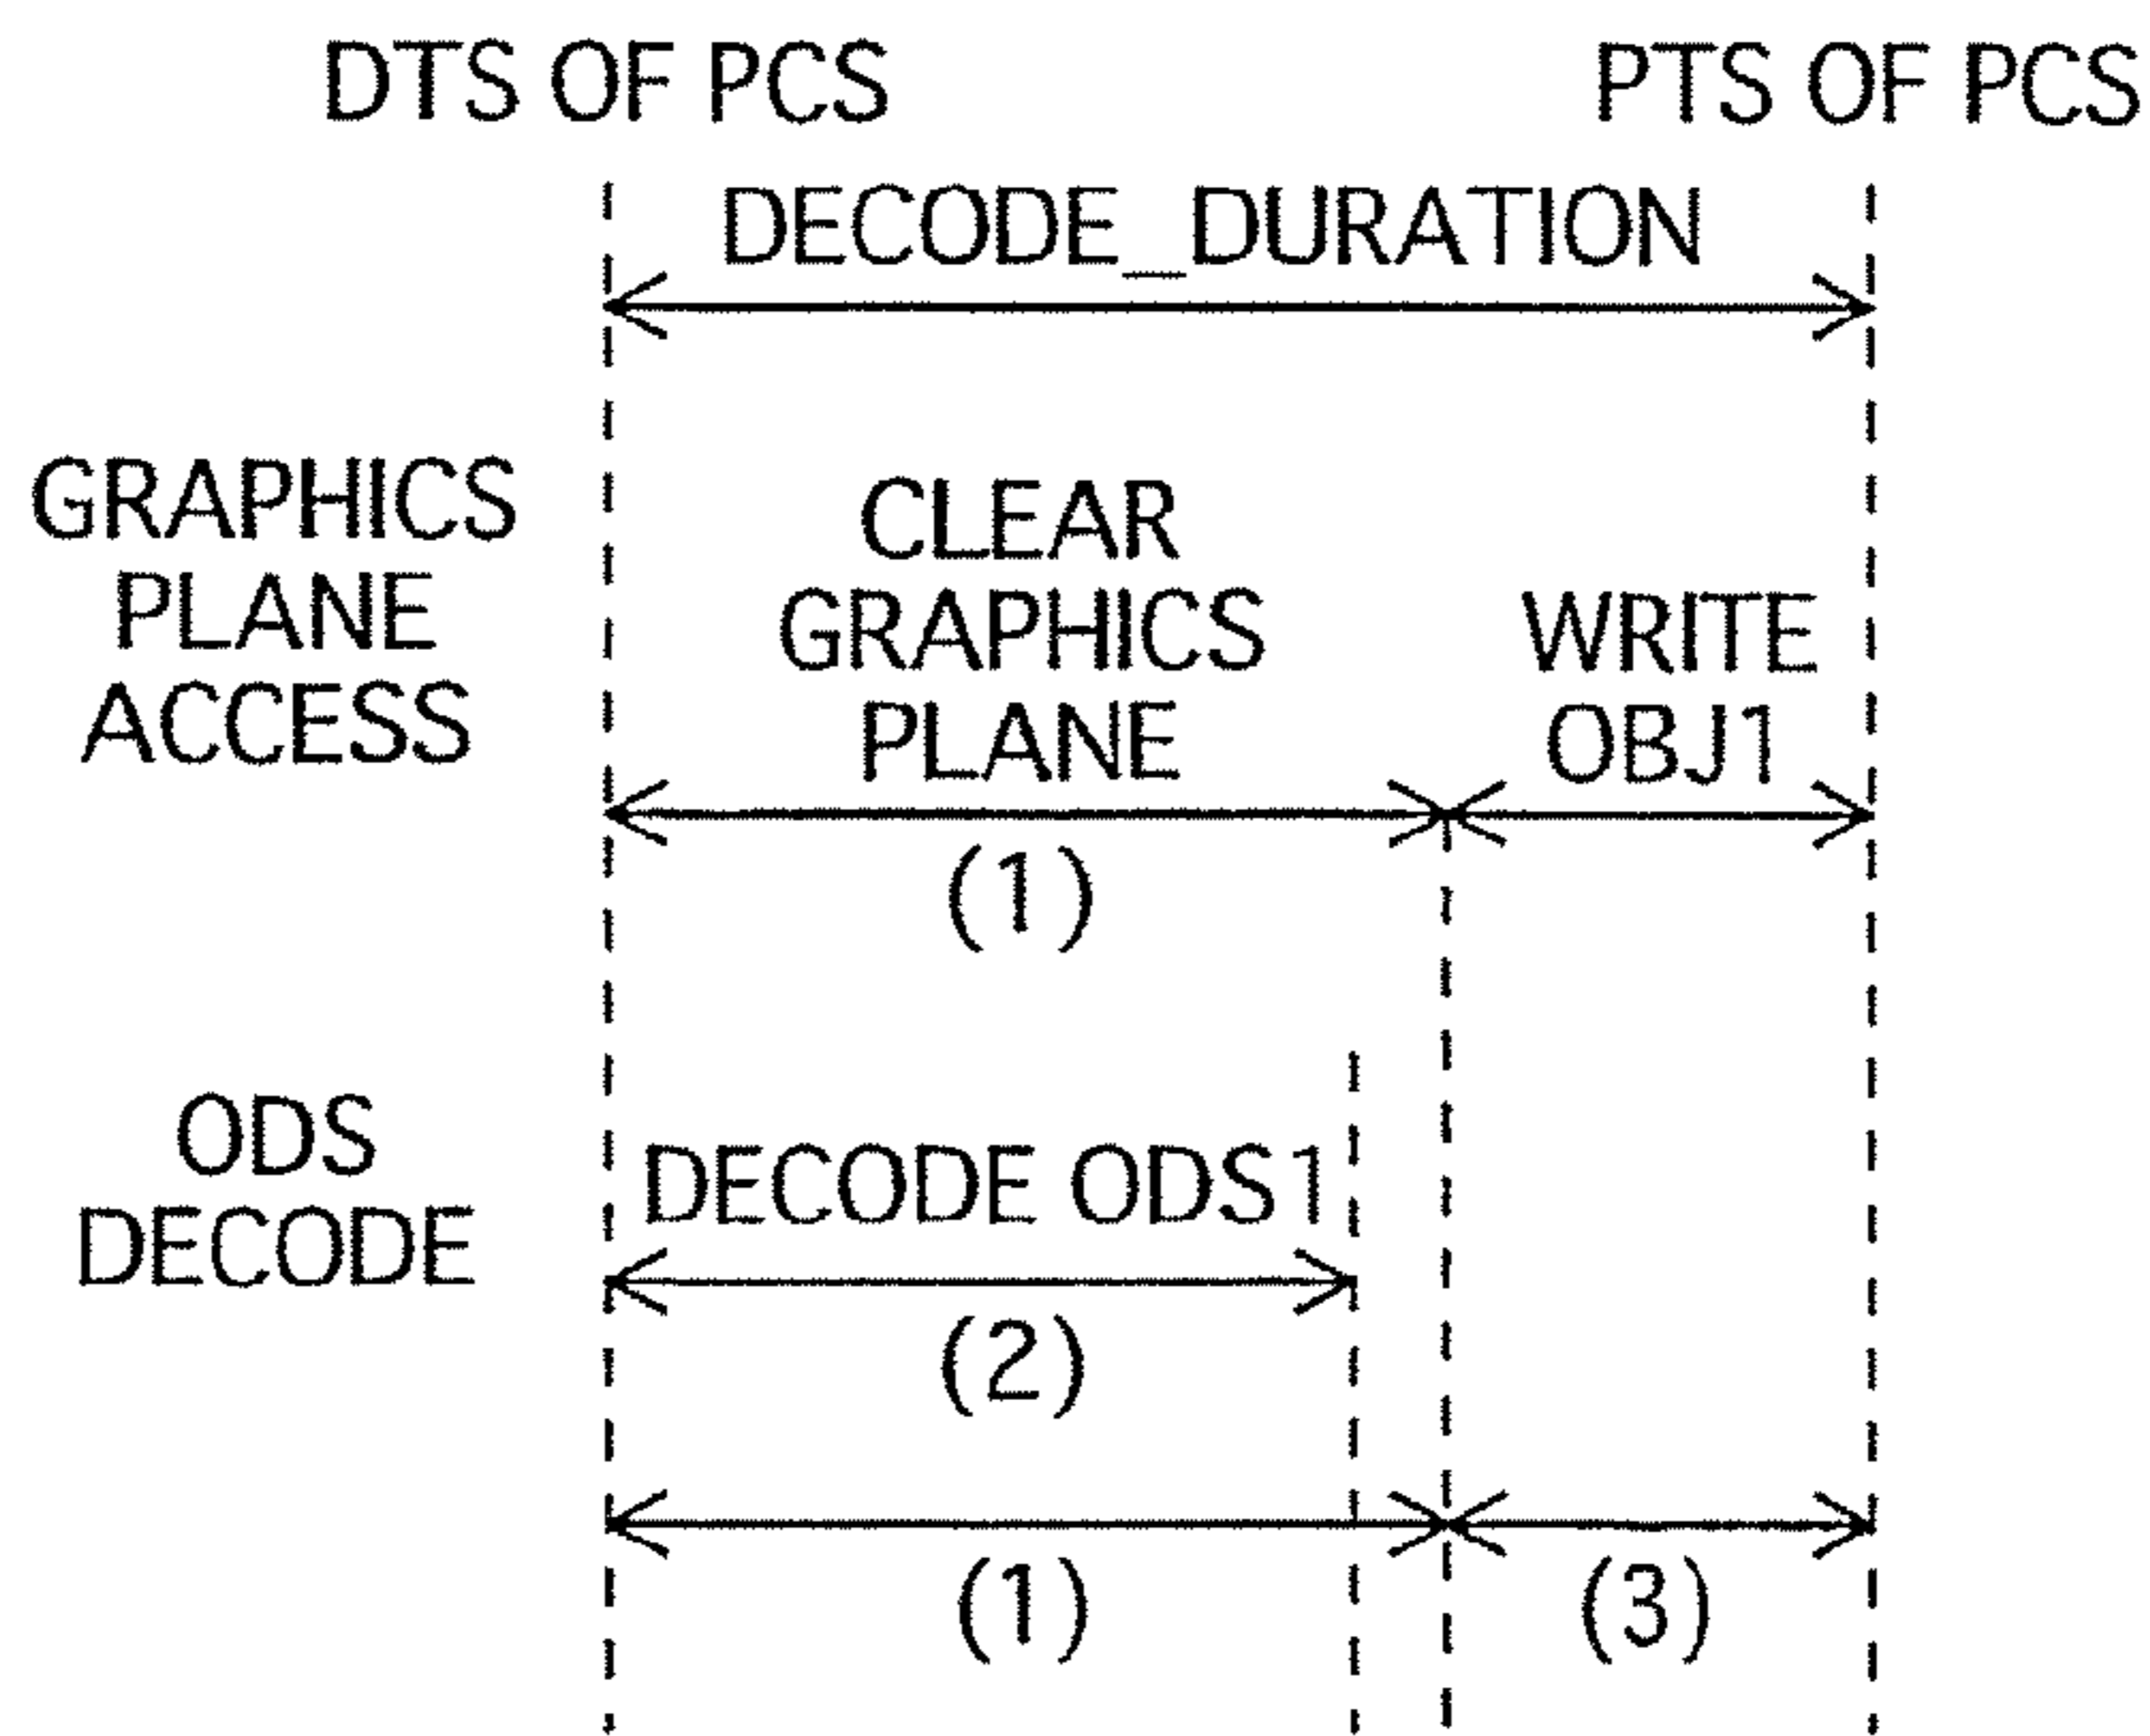 DTS OF PCS
PTS OF PCS
DECODE_DURATION
GRAPHICS
PLANE
ACCESS
CLEAR
GRAPHICS
PLANE
WRITE
OBJ1
(1)
ODS
DECODE
DECODE ODS1
(2)
(1)
(3)